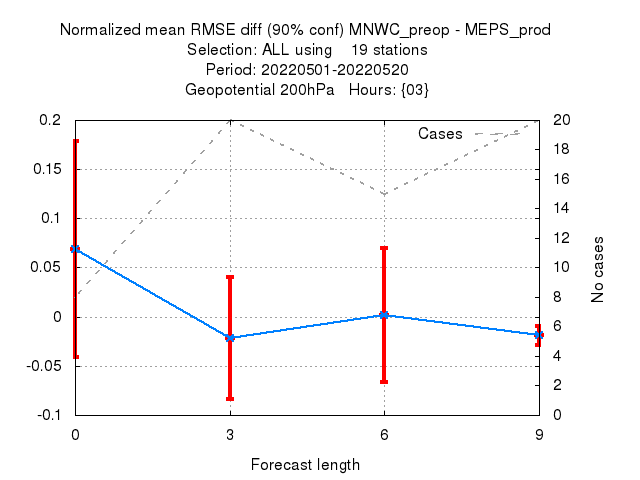 Normalized mean RMSE diff (90% conf) MNWC_preop - MEPS_prod
Selection: ALL using 19 stations
Period: 20220501-20220520
Geopotential 200hPa Hours: {03}
Cases
0.2
0.15
0.1
0.05
0
-0.05
-0.1
20
18
16
14
12
10
8
6
4
2
0
No cases
0 3 6 9
Forecast length